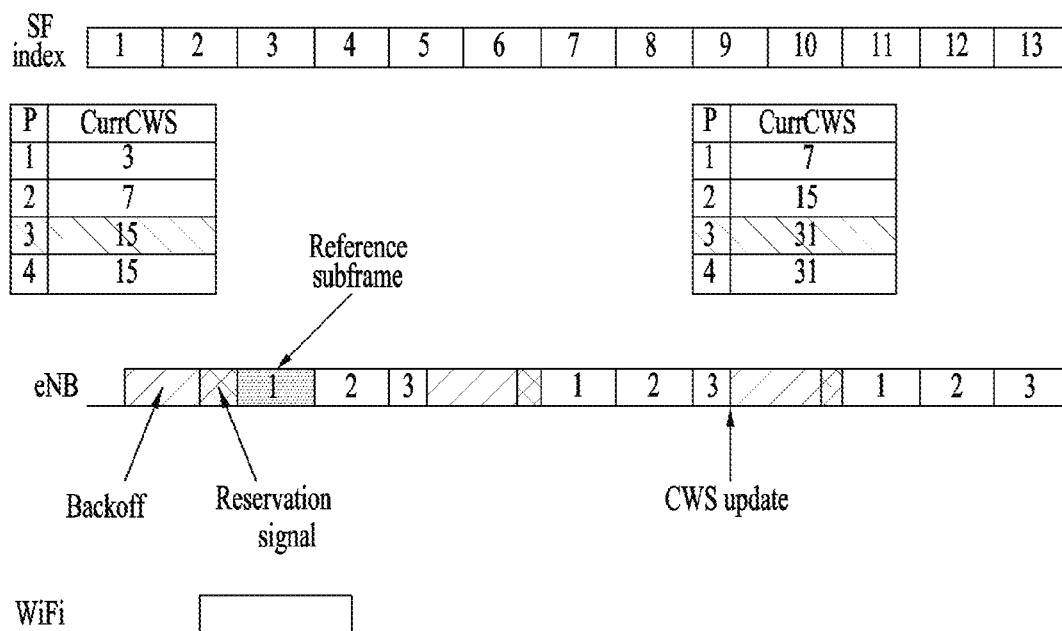 SF
index
1 2 3 4 5 6 7 8 9 10 11 12 13
P CurrCWS
1 3
2 7
3 15
4 15
P CurrCWS
1 7
2 15
3 31
4 31
Reference
subframe
eNB
1 2 3 1 2 3 1 2 3
Backoff
Reservation
signal
CWS update
WiFi